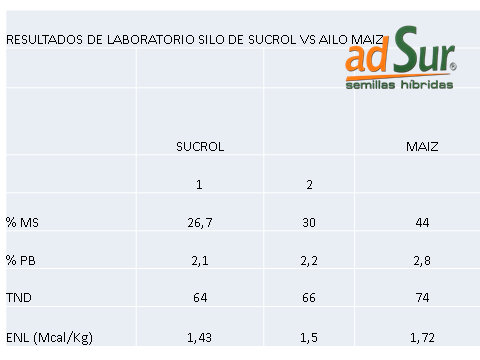 RESULTADOS DE LABORATORIO SILO DE SUCROL VS AILO MAIZ
adSur®
semillas híbridas
SUCROL MAIZ
1 2
% MS 26,7 30 44
% PB 2,1 2,2 2,8
TND 64 66 74
ENL (Mcal/Kg) 1,43 1,5 1,72